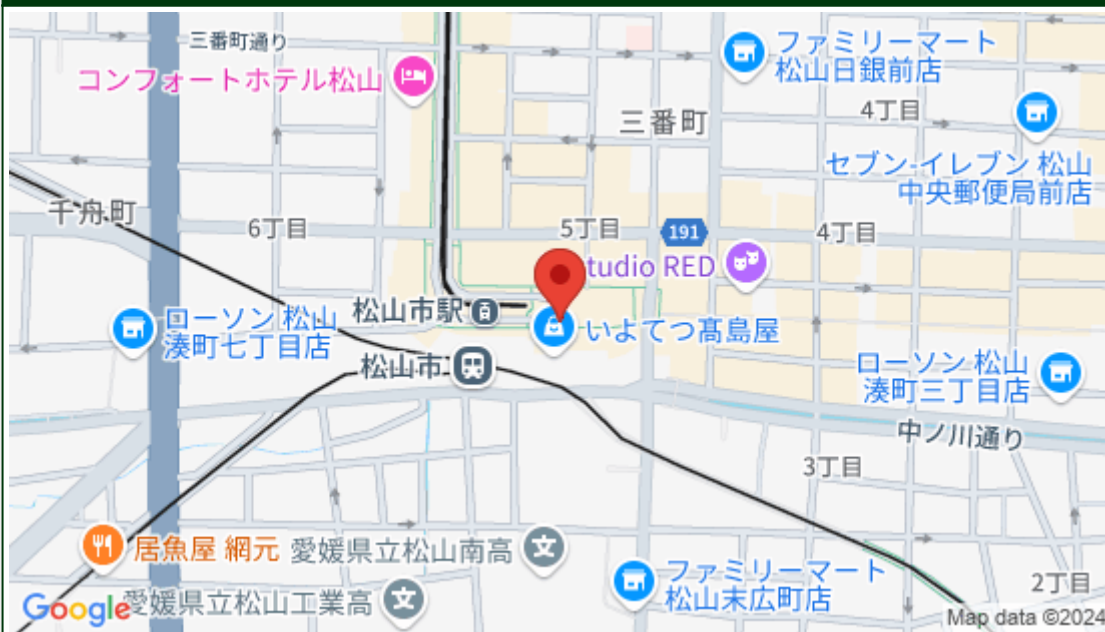 三番町通り
コンフォートホテル松山
ファミリーマート
松山日銀前店
4丁目
三番町
セブン-イレブン 松山
中央郵便局前店
千舟町
6丁目
5丁目
191
4丁目
tudio RED
松山市駅
ローソン 松山
湊町七丁目店
いよてつ髙島屋
松山市
ローソン 松山
湊町三丁目店
中ノ川通り
3丁目
居魚屋 網元
愛媛県立松山南高
文
ファミリーマート
松山末広町店
2丁目
Google
愛媛県立松山工業高
文
Map data ©2024